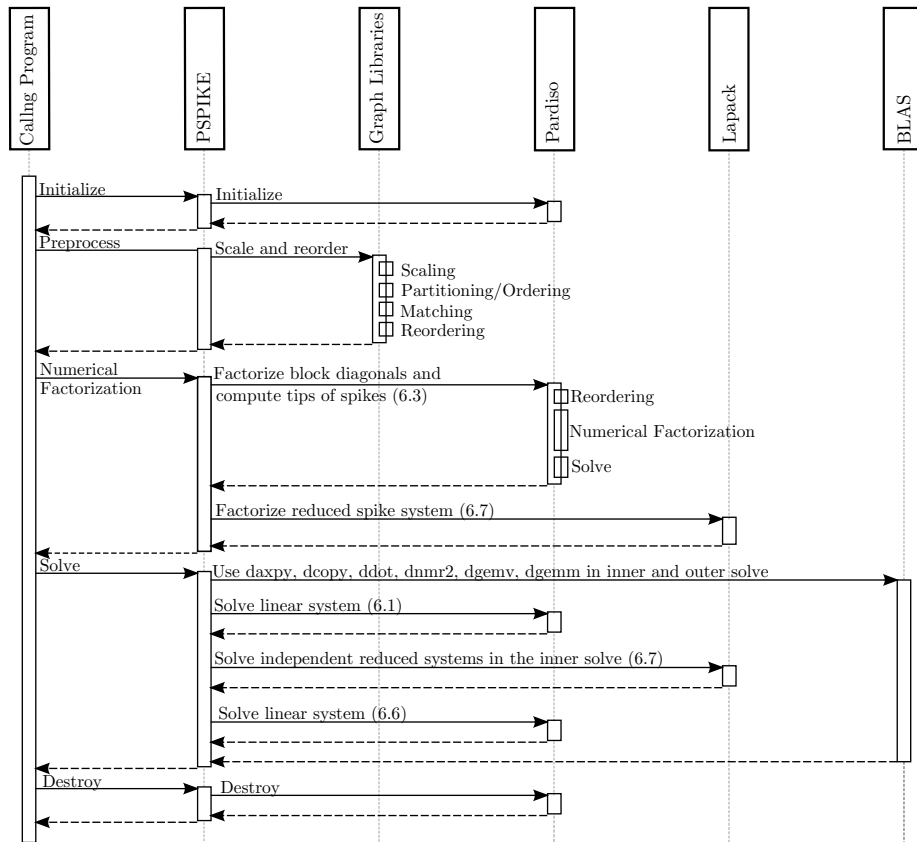 Callng Program
PSPIKE
Graph Libraries
Pardiso
Lapack
BLAS
Initialize
Initialize
Preprocess
Scale and reorder
Scaling
Partitioning/Ordering
Matching
Reordering
Numerical
Factorization
Factorize block diagonals and
compute tips of spikes (6.3)
Reordering
Numerical Factorization
Solve
Factorize reduced spike system (6.7)
Solve
Use daxpy, dcopy, ddot, dnmr2, dgemv, dgemm in inner and outer solve
Solve linear system (6.1)
Solve independent reduced systems in the inner solve (6.7)
Solve linear system (6.6)
Destroy
Destroy